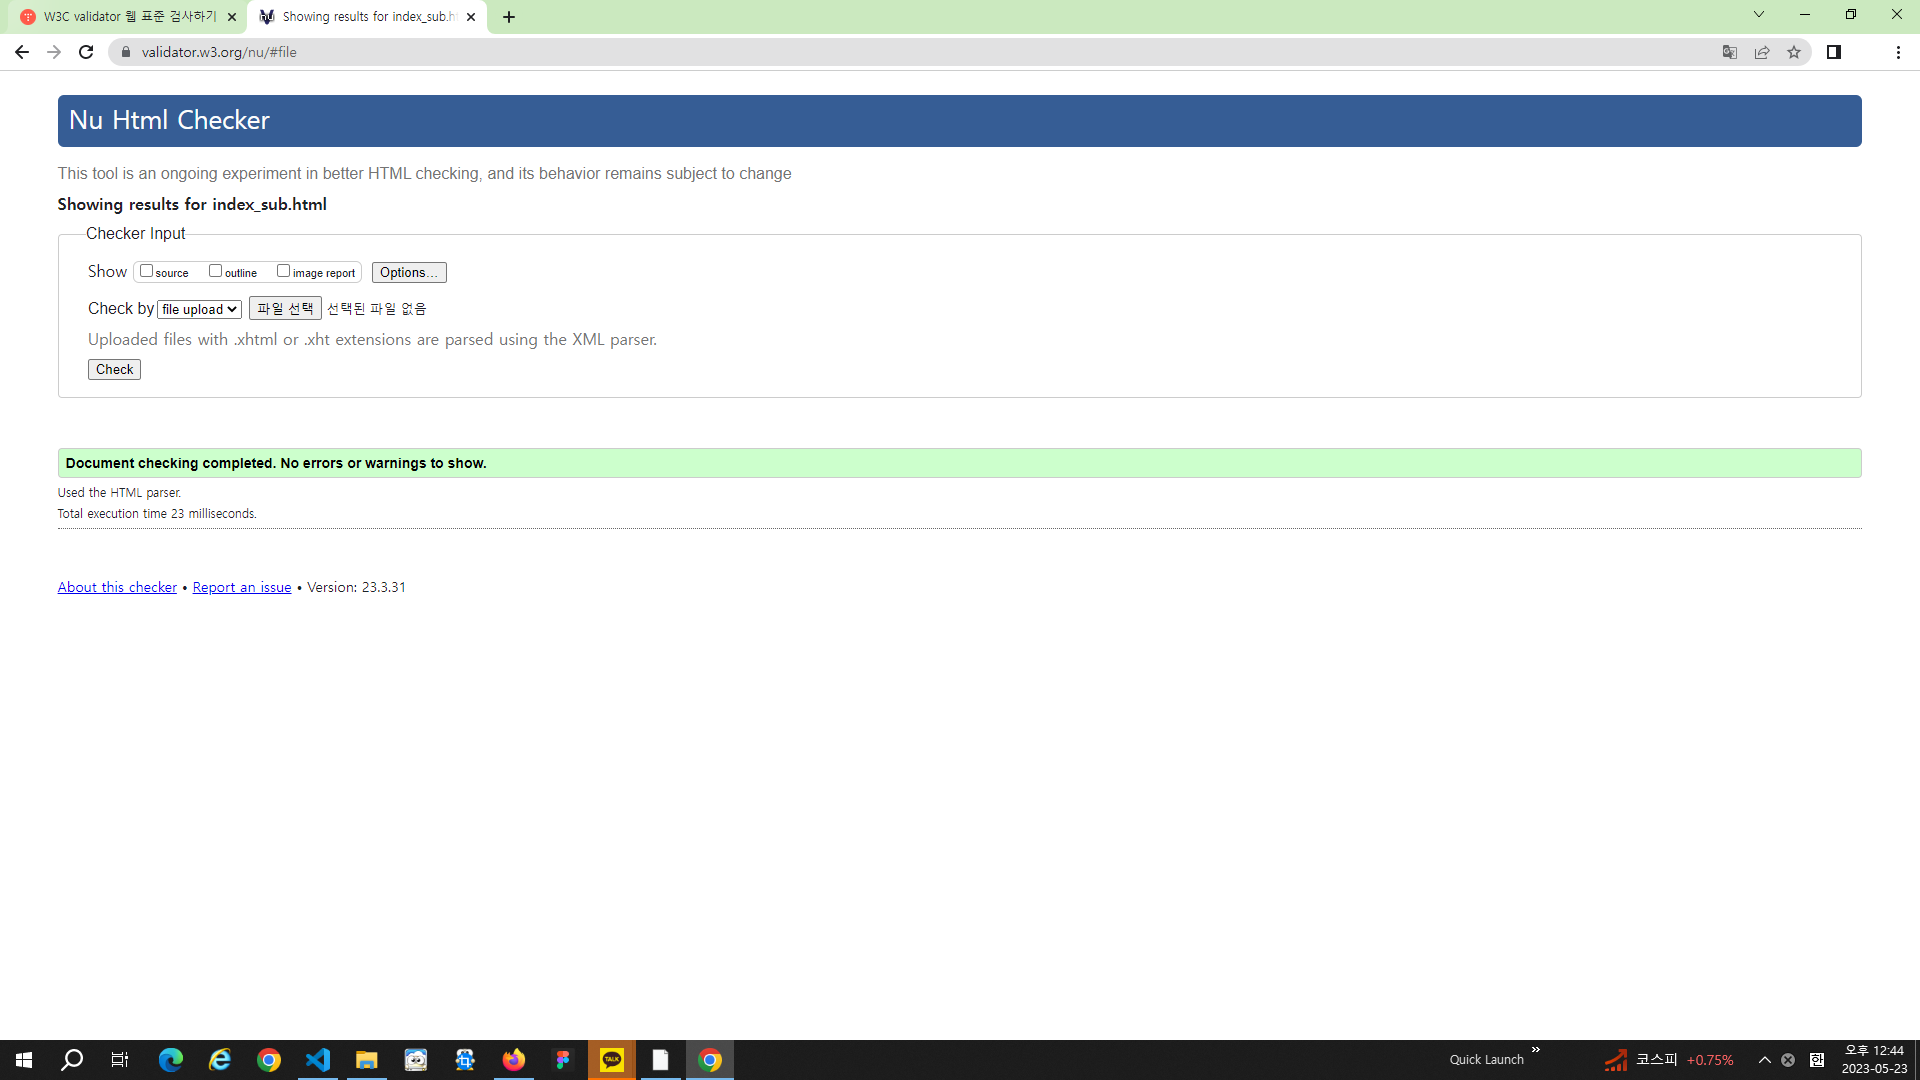 W3C validator 웹 표준 검사하기
Showing results for index_sub.ht
validator.w3.org/nu/#file
Nu Html Checker
This tool is an ongoing experiment in better HTML checking, and its behavior remains subject to change
Showing results for index_sub.html
Checker Input
Show source outline image report Options...
Check by file upload 파일 선택 선택된 파일 없음
Uploaded files with .xhtml or .xht extensions are parsed using the XML parser.
Check
Document checking completed. No errors or warnings to show.
Used the HTML parser.
Total execution time 23 milliseconds.
About this checker • Report an issue • Version: 23.3.31
TALK
Quick Launch
코스피 +0.75%
한
오후 12:44
2023-05-23